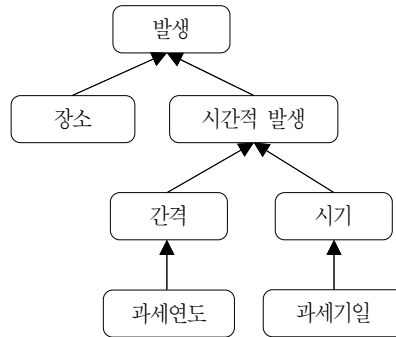 발생
장소
시간적 발생
간격
시기
과세연도
과세기일